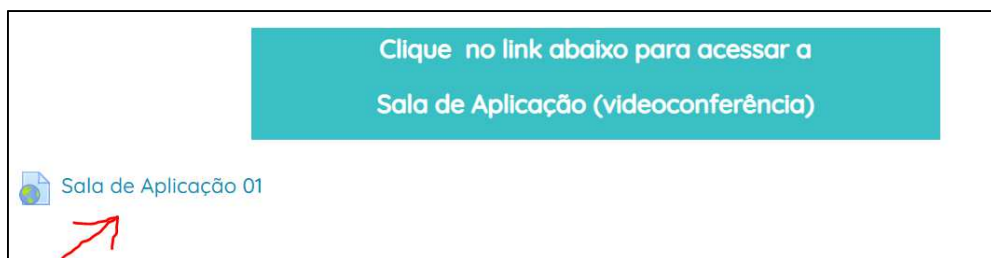 Clique no link abaixo para acessar a
Sala de Aplicação (videoconferência)
Sala de Aplicação 01